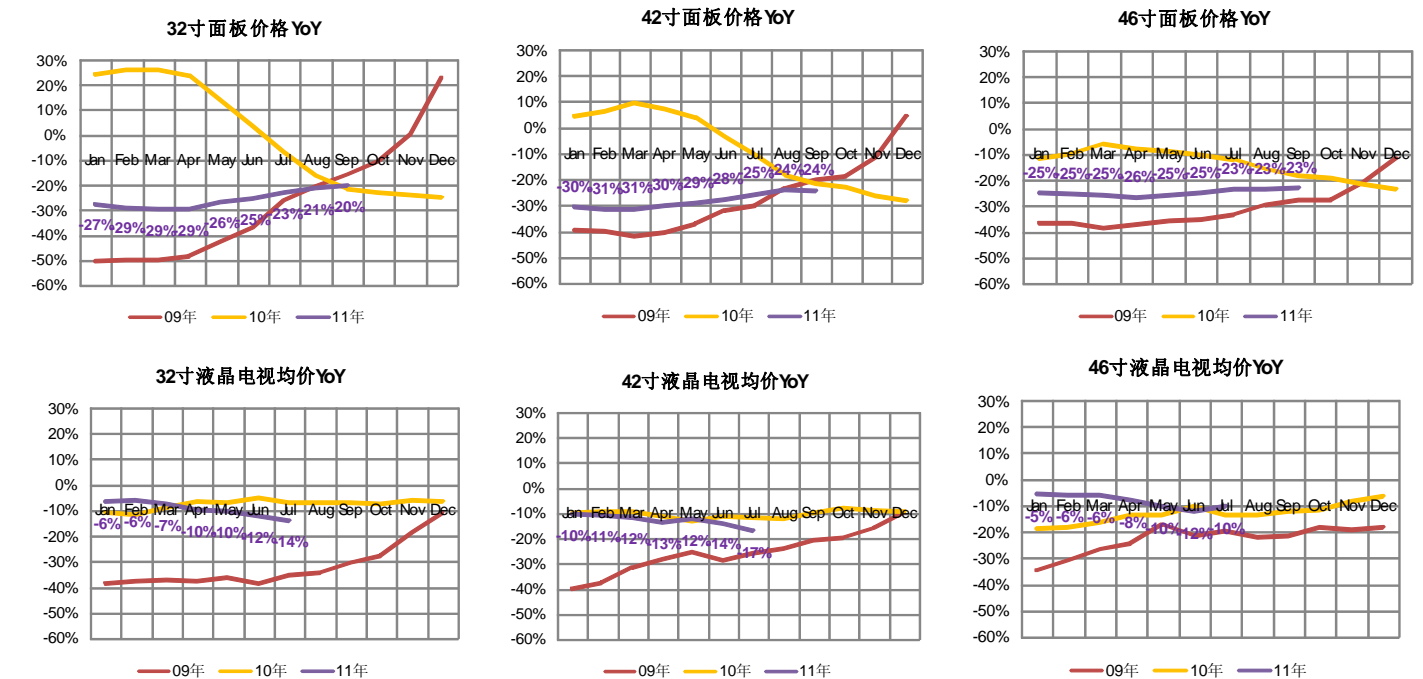 32寸面板价格YoY
30%
20%
10%
0%
-10%
-20%
-30%
-40%
-50%
-60%
Jan Feb Mar Apr May Jun Jul Aug Sep Oct Nov Dec
-27% -29% -29% -29% -26% -25% -23% -21% -20%
09年 10年 11年
42寸面板价格YoY
30%
20%
10%
0%
-10%
-20%
-30%
-40%
-50%
-60%
Jan Feb Mar Apr May Jun Jul Aug Sep Oct Nov Dec
-30% -31% -31% -30% -29% -28% -25% -24% -24%
09年 10年 11年
46寸面板价格YoY
30%
20%
10%
0%
-10%
-20%
-30%
-40%
-50%
-60%
Jan Feb Mar Apr May Jun Jul Aug Sep Oct Nov Dec
-25% -25% -25% -26% -25% -25% -23% -23% -23%
09年 10年 11年
32寸液晶电视均价YoY
30%
20%
10%
0%
-10%
-20%
-30%
-40%
-50%
-60%
Jan Feb Mar Apr May Jun Jul Aug Sep Oct Nov Dec
-6% -6% -7% -10% -10% -12% -14%
09年 10年 11年
42寸液晶电视均价YoY
30%
20%
10%
0%
-10%
-20%
-30%
-40%
-50%
-60%
Jan Feb Mar Apr May Jun Jul Aug Sep Oct Nov Dec
-10% -11% -12% -13% -12% -14% -17%
09年 10年 11年
46寸液晶电视均价YoY
30%
20%
10%
0%
-10%
-20%
-30%
-40%
-50%
-60%
Jan Feb Mar Apr May Jun Jul Aug Sep Oct Nov Dec
-5% -6% -6% -8% -10% -12% -10%
09年 10年 11年